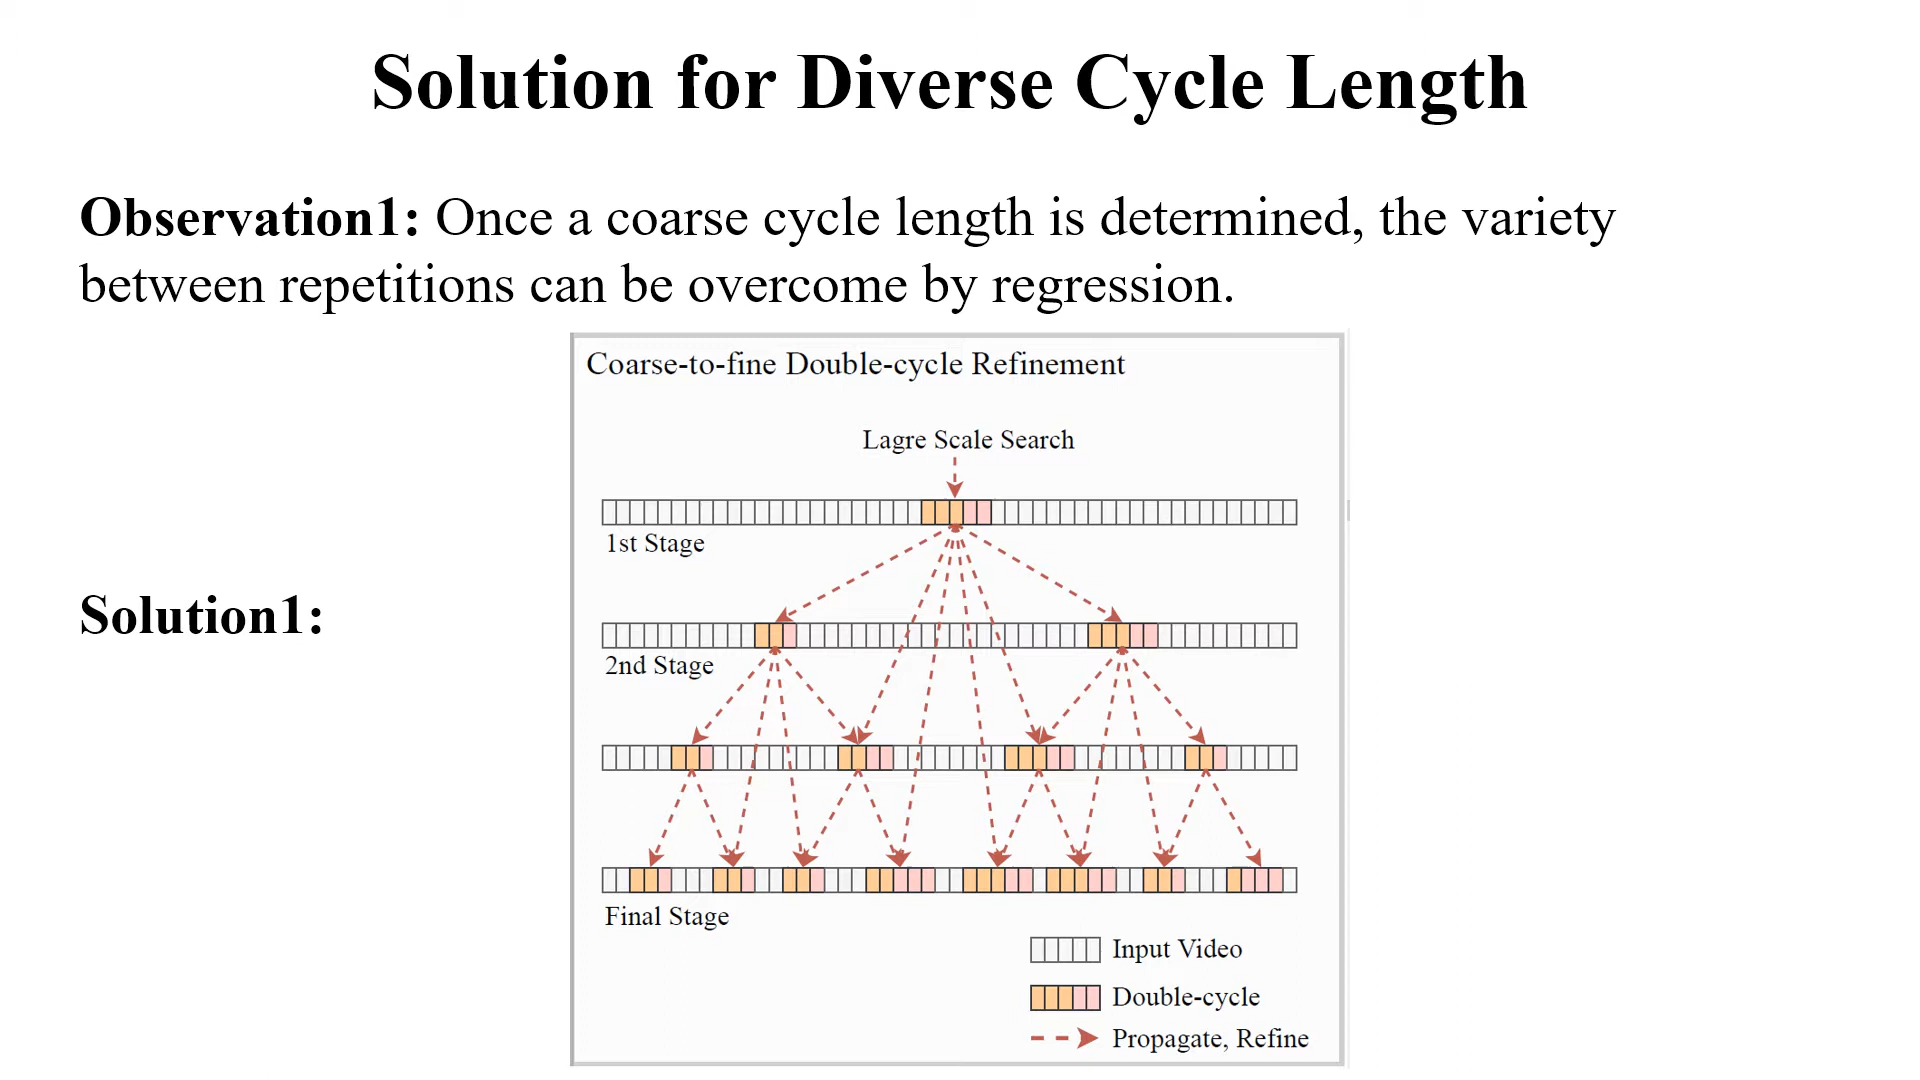 Solution for Diverse Cycle Length
Observation1: Once a coarse cycle length is determined, the variety
between repetitions can be overcome by regression.
Coarse-to-fine Double-cycle Refinement
Lagre Scale Search
1st Stage
Solution1:
2nd Stage
Final Stage
Input Video
Double-cycle
Propagate, Refine